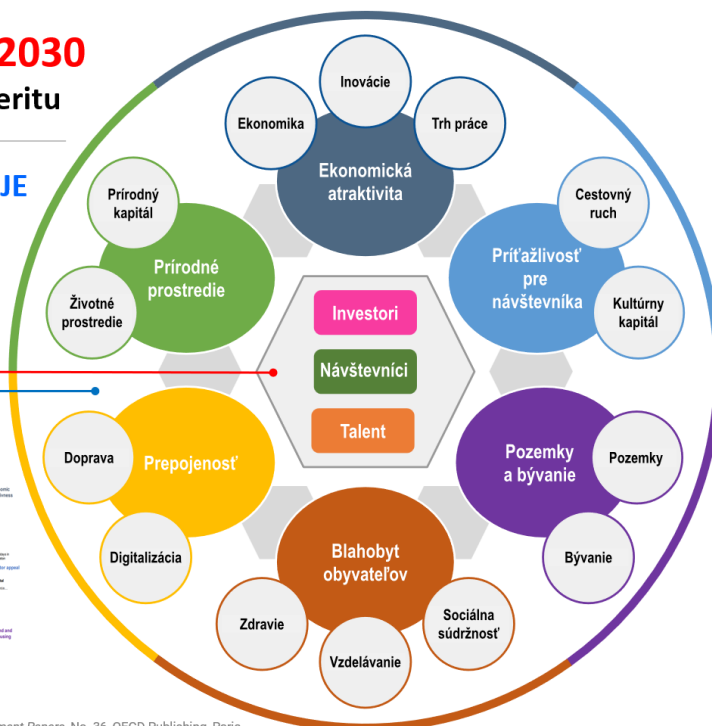 2030
eritu
JE
Inovácie
Ekonomika
Trh práce
Ekonomická
atraktivita
Prírodný
kapitál
Cestovný
ruch
Prírodné
prostredie
Príťažlivosť
pre
návštevníka
Životné
prostredie
Kultúrny
kapitál
Investori
Návštevníci
Talent
Doprava
Prepojenosť
Pozemky
a bývanie
Pozemky
Digitalizácia
Bývanie
Blahobyt
obyvateľov
Zdravie
Sociálna
súdržnosť
Vzdelávanie
No. 36, OECD Publishing, Paris